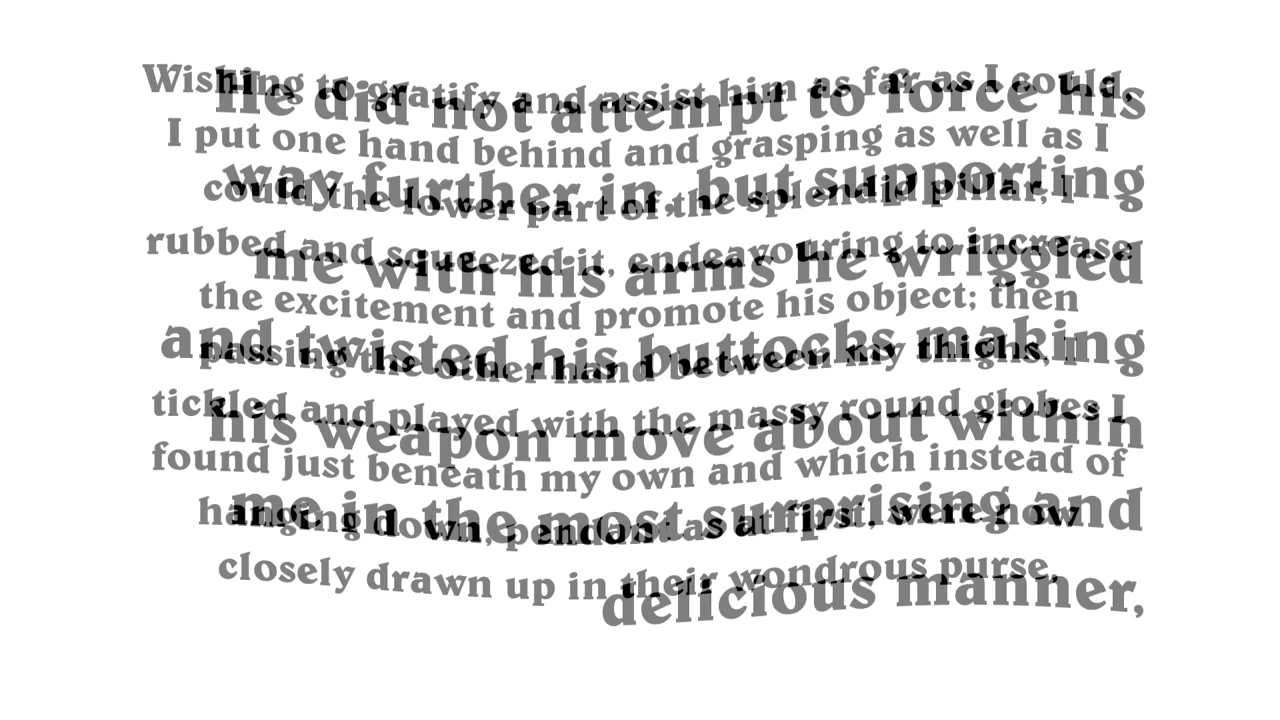 Wishing to gratify and assist him as far as I could,
I put one hand behind and grasping as well as I
could the lower part of the splendid pillar, I
rubbed and squeezed it, endeavouring to increase
the excitement and promote his object; then
passing the other hand between my thighs, I
tickled and played with the massy round globes I
found just beneath my own and which instead of
hanging down, pendant as at first, were now
closely drawn up in their wondrous purse.
He did not attempt to force his
way further in, but supporting
me with his arms he wriggled
and twisted his buttocks making
his weapon move about within
me in the most surprising and
delicious manner,